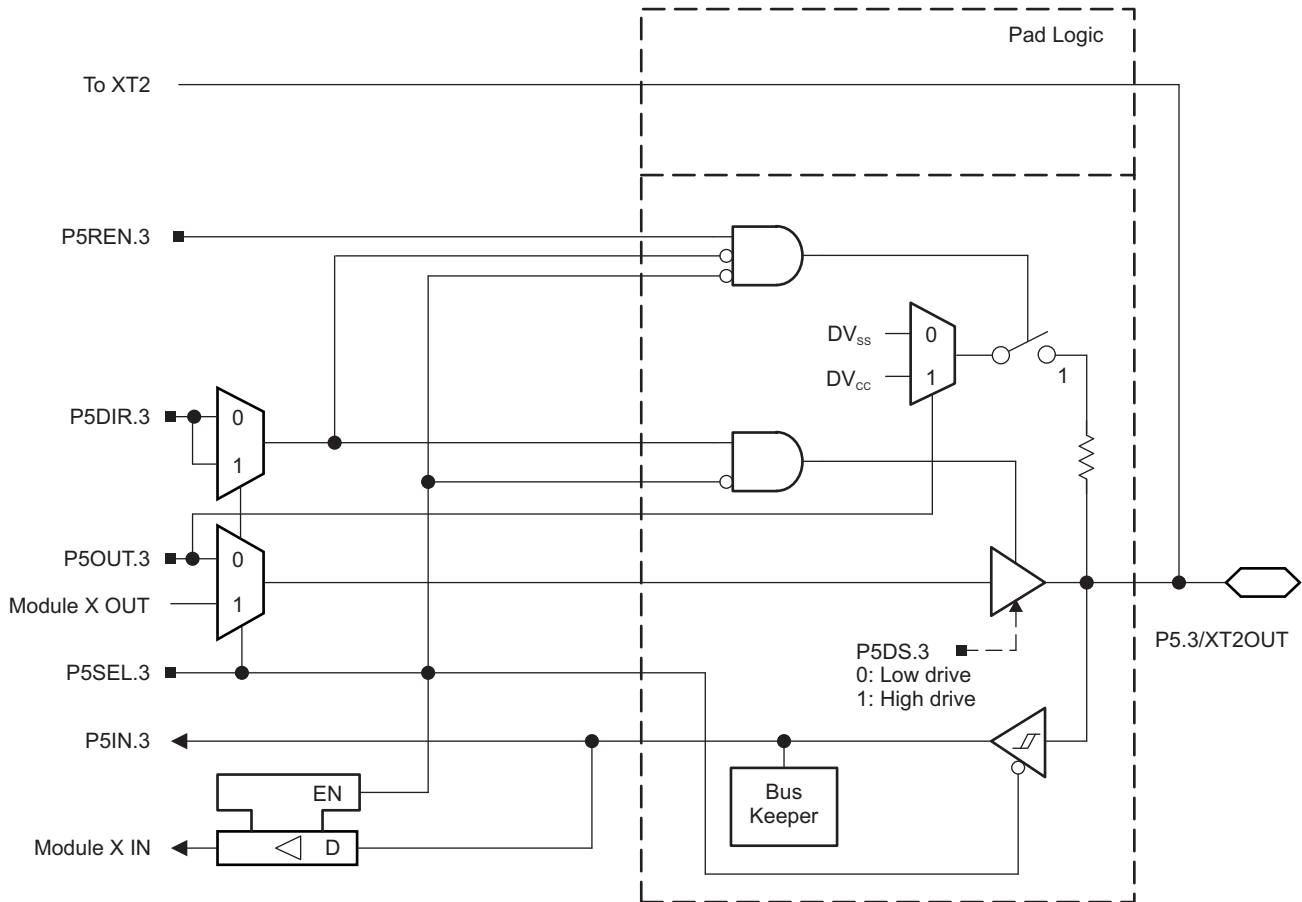 Pad Logic
To XT2
P5REN.3
DVSS
0
DVCC
1
1
P5DIR.3
0
1
P5OUT.3
0
Module X OUT
1
P5SEL.3
P5DS.3
0: Low drive
1: High drive
P5.3/XT2OUT
P5IN.3
Bus
Keeper
EN
Module X IN
D